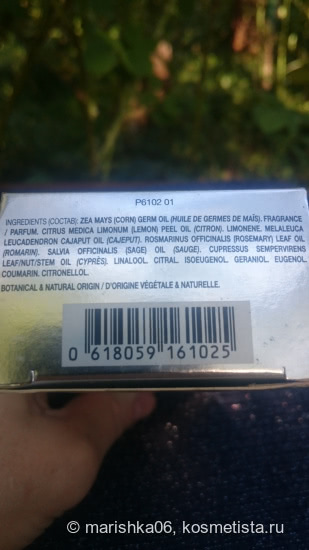 P6102 01
INGREDIENTS (СОСТАВ): ZEA MAYS (CORN) GERM OIL (HUILE DE GERMES DE MAÏS). FRAGRANCE
/ PARFUM. CITRUS MEDICA LIMONUM (LEMON) PEEL OIL (CITRON). LIMONENE. MELALEUCA
LEUCADENDRON CAJAPUT OIL (CAJEPUT). ROSMARINUS OFFICINALIS (ROSEMARY) LEAF OIL
(ROMARIN). SALVIA OFFICINALIS (SAGE) OIL (SAUGE). CUPRESSUS SEMPERVIRENS
LEAF/NUT/STEM OIL (CYPRÈS). LINALOOL. CITRAL. ISOEUGENOL. GERANIOL. EUGENOL.
COUMARIN. CITRONELLOL.
BOTANICAL & NATURAL ORIGIN / D'ORIGINE VÉGÉTALE & NATURELLE.
0 618059 161025
© marishka06, kosmetista.ru